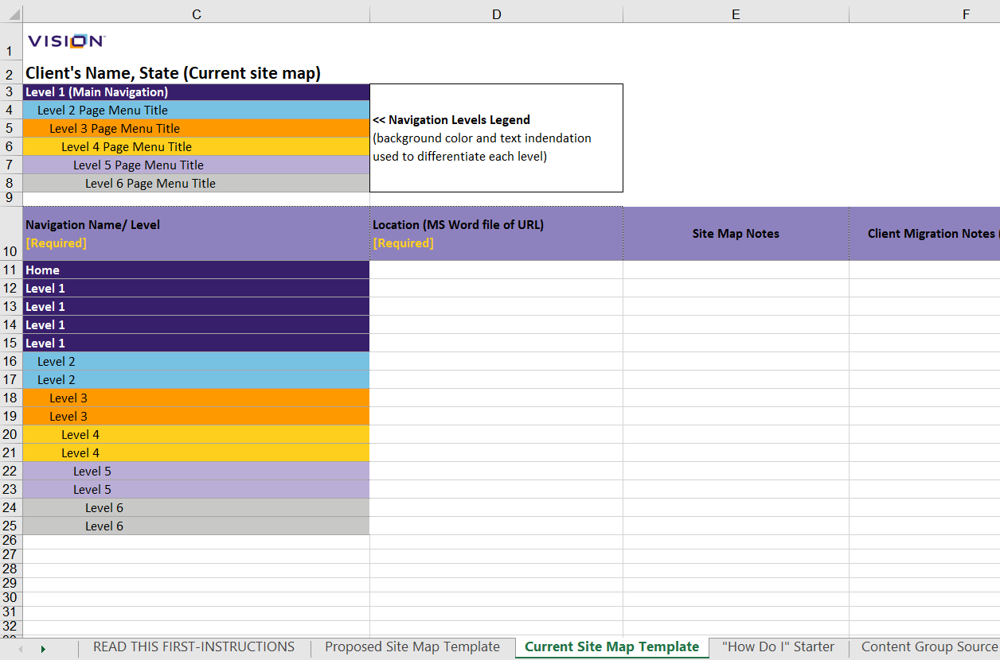 C D E F
1 VISION
2 Client's Name, State (Current site map)
3 Level 1 (Main Navigation)
4 Level 2 Page Menu Title
<< Navigation Levels Legend
5 Level 3 Page Menu Title
(background color and text indendation
6 Level 4 Page Menu Title
used to differentiate each level)
7 Level 5 Page Menu Title
8 Level 6 Page Menu Title
9
Navigation Name/ Level Location (MS Word file of URL) Site Map Notes Client Migration Notes (
10 [Required] [Required]
11 Home
12 Level 1
13 Level 1
14 Level 1
15 Level 1
16 Level 2
17 Level 2
18 Level 3
19 Level 3
20 Level 4
21 Level 4
22 Level 5
23 Level 5
24 Level 6
25 Level 6
26
27
28
29
30
31
32
READ THIS FIRST-INSTRUCTIONS Proposed Site Map Template Current Site Map Template "How Do I" Starter Content Group Source